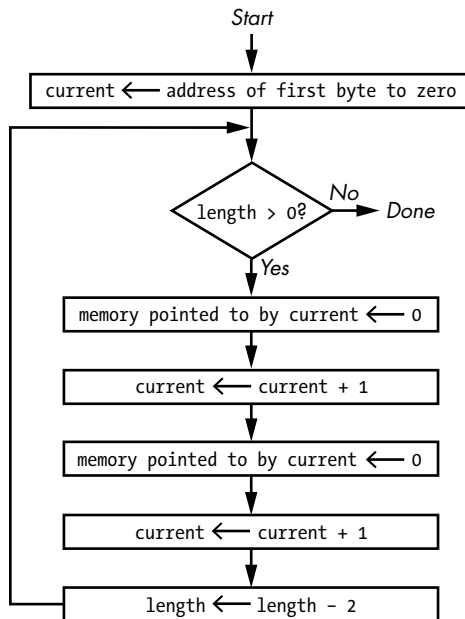 Start
current ← address of first byte to zero
length > 0?
No
Done
Yes
memory pointed to by current ← 0
current ← current + 1
memory pointed to by current ← 0
current ← current + 1
length ← length – 2